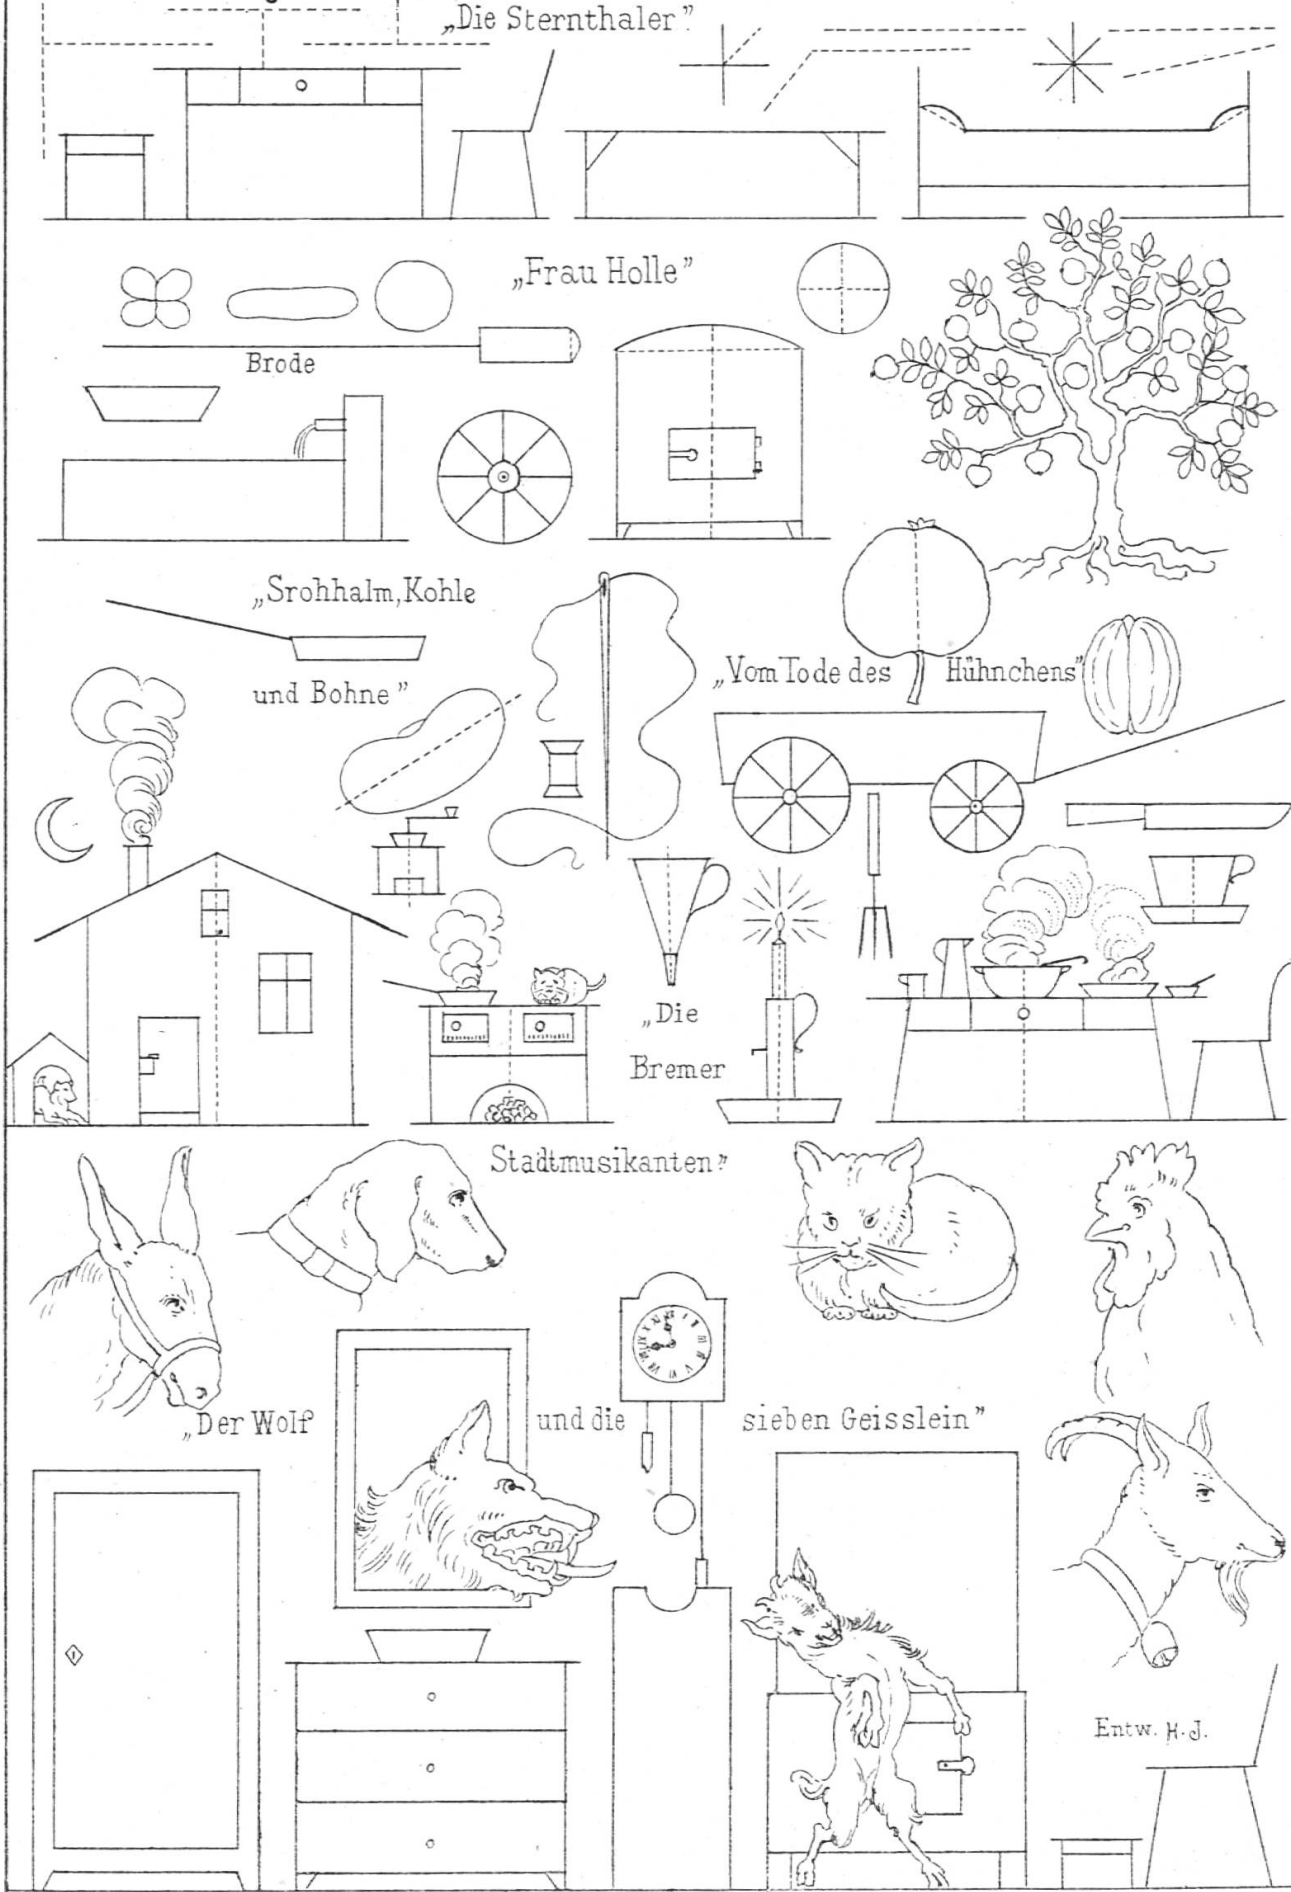 „Die Sternthaler”
„Frau Holle”
Brode
„Srohhalm, Kohle
und Bohne”
„Vom Tode des Hühnchens”
„Die
Bremer
Stadtmusikanten”
„Der Wolf und die sieben Geisslein”
Entw. H. J.